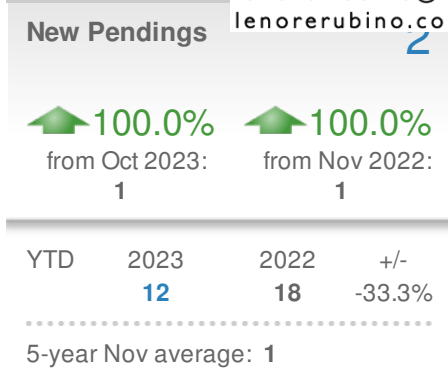 lenorerubino.co
New Pendings 2
100.0% 100.0%
from Oct 2023: from Nov 2022:
1 1
YTD 2023 2022 +/-
12 18 -33.3%
5-year Nov average: 1